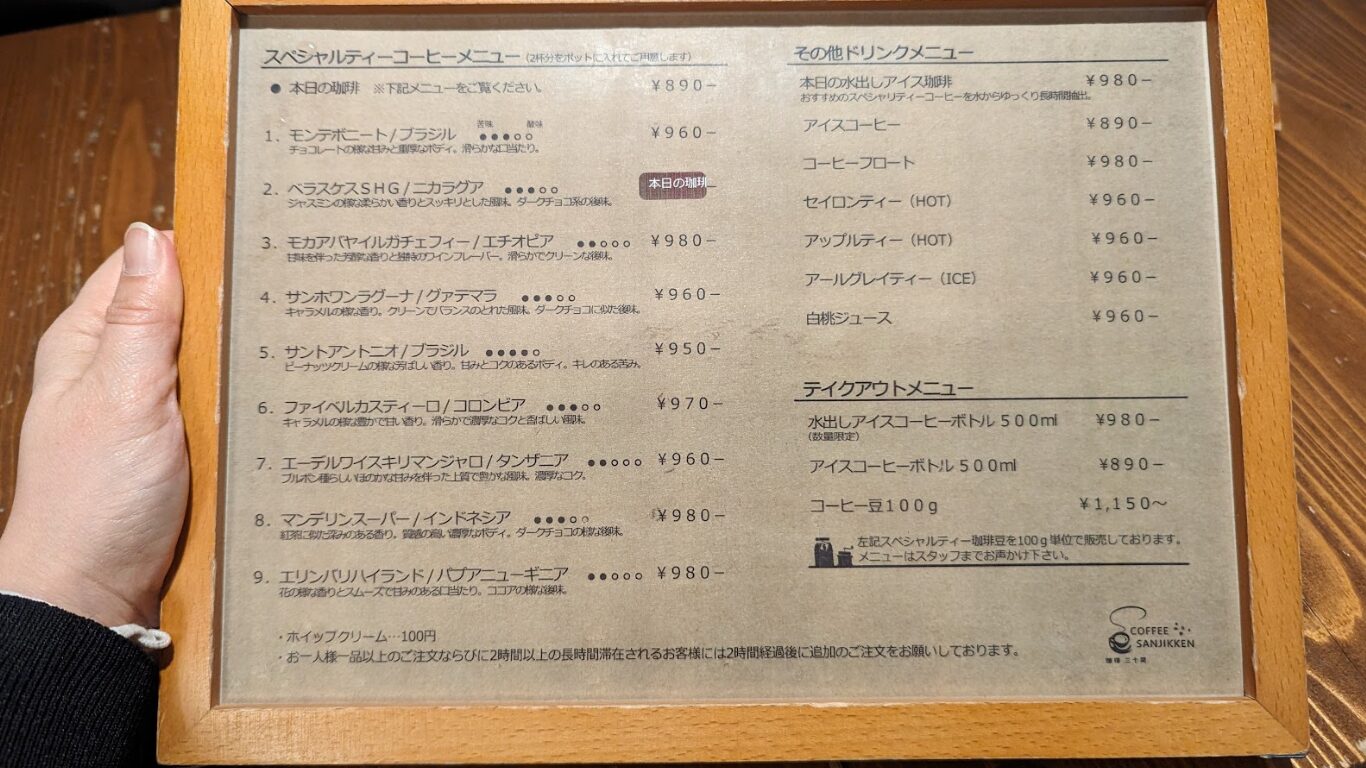 スペシャルティーコーヒーメニュー (2杯分をポットに入れてご用意します)
● 本日の珈琲 ※下記メニューをご覧ください。 ￥890−
苦味 酸味
1. モンテボニート/ブラジル ●●●○○ ￥960−
チョコレートの様な甘みと重厚なボディ。滑らかな口当たり。
2. ベラスケスＳＨＧ/ニカラグア ●●●○○ 本日の珈琲
ジャスミンの様な柔らかい香りとスッキリとした風味。ダークチョコ系の後味。
3. モカアバヤイルガチェフィー/エチオピア ●●○○○ ￥980−
甘味を伴った芳醇な香りと独特のワインフレーバー。滑らかでクリーンな後味。
4. サンホワンラグーナ/グァテマラ ●●●○○ ￥960−
キャラメルの様な香り。クリーンでバランスのとれた風味。ダークチョコに似た後味。
5. サントアントニオ/ブラジル ●●●●○ ￥950−
ピーナッツクリームの様な芳ばしい香り。甘みとコクのあるボディ。キレのある苦み。
6. ファイベルカスティーロ/コロンビア ●●●○○ ￥970−
キャラメルの様な豊かで甘い香り。滑らかで濃厚なコクと香ばしい風味。
7. エーデルワイスキリマンジャロ/タンザニア ●●○○○ ￥960−
ブルボン種らしいほのかな甘みを伴った上質で豊かな風味。濃厚なコク。
8. マンデリンスーパー/インドネシア ●●●○○ ￥980−
紅茶に似た深みのある香り。質感の高い濃厚なボディ。ダークチョコの様な後味。
9. エリンバリハイランド/パプアニューギニア ●●○○○ ￥980−
花の様な香りとスムーズで甘みのある口当たり。ココアの様な後味。
・ホイップクリーム…100円
・お一人様一品以上のご注文ならびに2時間以上の長時間滞在されるお客様には2時間経過後に追加のご注文をお願いしております。
その他ドリンクメニュー
本日の水出しアイス珈琲 ￥980−
おすすめのスペシャリティーコーヒーを水からゆっくり長時間抽出。
アイスコーヒー ￥890−
コーヒーフロート ￥980−
セイロンティー（HOT） ￥960−
アップルティー（HOT） ￥960−
アールグレイティー（ICE） ￥960−
白桃ジュース ￥960−
テイクアウトメニュー
水出しアイスコーヒーボトル５００ml ￥980−
(数量限定)
アイスコーヒーボトル５００ml ￥890−
コーヒー豆１００ｇ ￥1,150〜
左記スペシャルティー珈琲豆を100ｇ単位で販売しております。
メニューはスタッフまでお声かけ下さい。
COFFEE
SANJIKKEN
珈琲 三十間